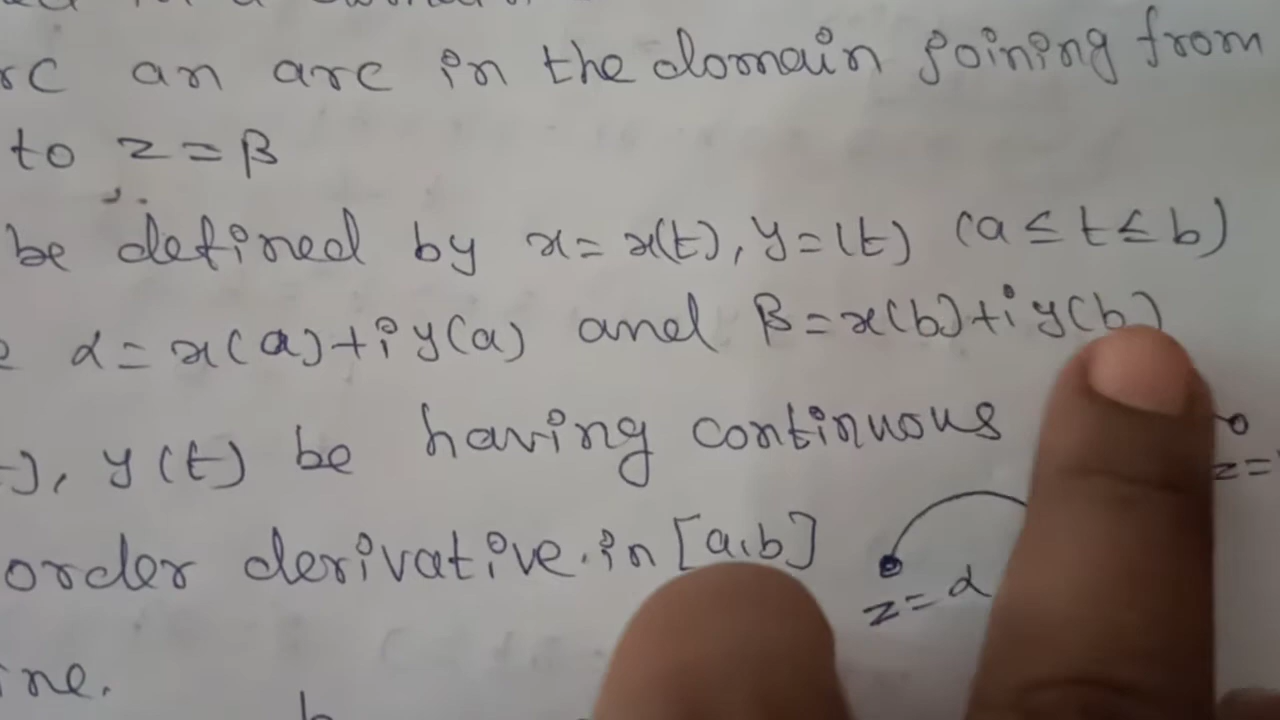 rc an arc in the domain joining from
to z = β
be defined by x = x(t), y = (t) (a ≤ t ≤ b)
α = x(a) + i y(a) and β = x(b) + i y(b)
), y(t) be having continuous
z =
order derivative. in [a, b]
z = α
ine.
b